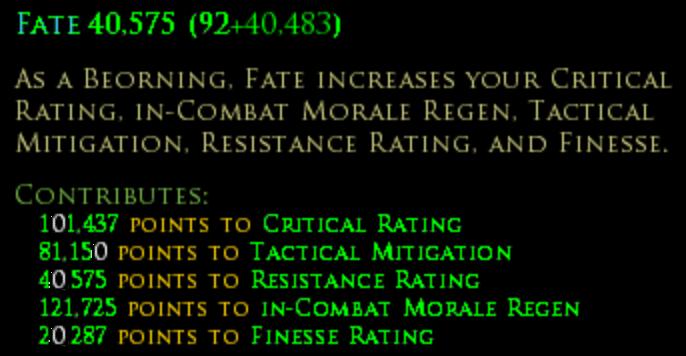 Fate 40,575 (92+40,483)
As a Beorning, Fate increases your Critical
Rating, in-Combat Morale Regen, Tactical
Mitigation, Resistance Rating, and Finesse.
Contributes:
101,437 points to Critical Rating
81,150 points to Tactical Mitigation
40 575 points to Resistance Rating
121,725 points to in-Combat Morale Regen
20 287 points to Finesse Rating